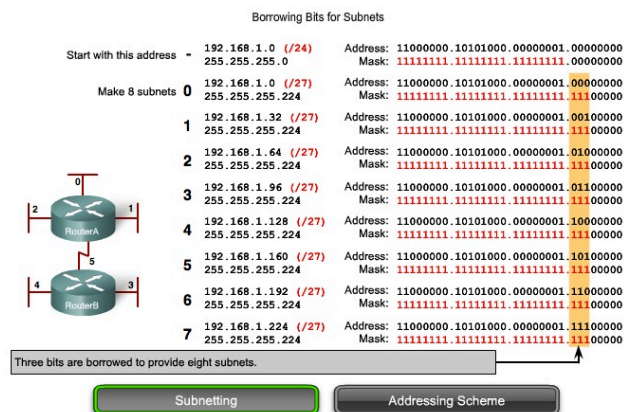 Borrowing Bits for Subnets
Start with this address - 192.168.1.0 (/24) Address: 11000000.10101000.00000001.00000000
255.255.255.0 Mask: 11111111.11111111.11111111.00000000
Make 8 subnets 0 192.168.1.0 (/27) Address: 11000000.10101000.00000001.00000000
255.255.255.224 Mask: 11111111.11111111.11111111.11100000
1 192.168.1.32 (/27) Address: 11000000.10101000.00000001.00100000
255.255.255.224 Mask: 11111111.11111111.11111111.11100000
2 192.168.1.64 (/27) Address: 11000000.10101000.00000001.01000000
255.255.255.224 Mask: 11111111.11111111.11111111.11100000
3 192.168.1.96 (/27) Address: 11000000.10101000.00000001.01100000
255.255.255.224 Mask: 11111111.11111111.11111111.11100000
4 192.168.1.128 (/27) Address: 11000000.10101000.00000001.10000000
255.255.255.224 Mask: 11111111.11111111.11111111.11100000
5 192.168.1.160 (/27) Address: 11000000.10101000.00000001.10100000
255.255.255.224 Mask: 11111111.11111111.11111111.11100000
6 192.168.1.192 (/27) Address: 11000000.10101000.00000001.11000000
255.255.255.224 Mask: 11111111.11111111.11111111.11100000
7 192.168.1.224 (/27) Address: 11000000.10101000.00000001.11100000
255.255.255.224 Mask: 11111111.11111111.11111111.11100000
0
2 1
RouterA
5
4 3
RouterB
Three bits are borrowed to provide eight subnets.
Subnetting Addressing Scheme